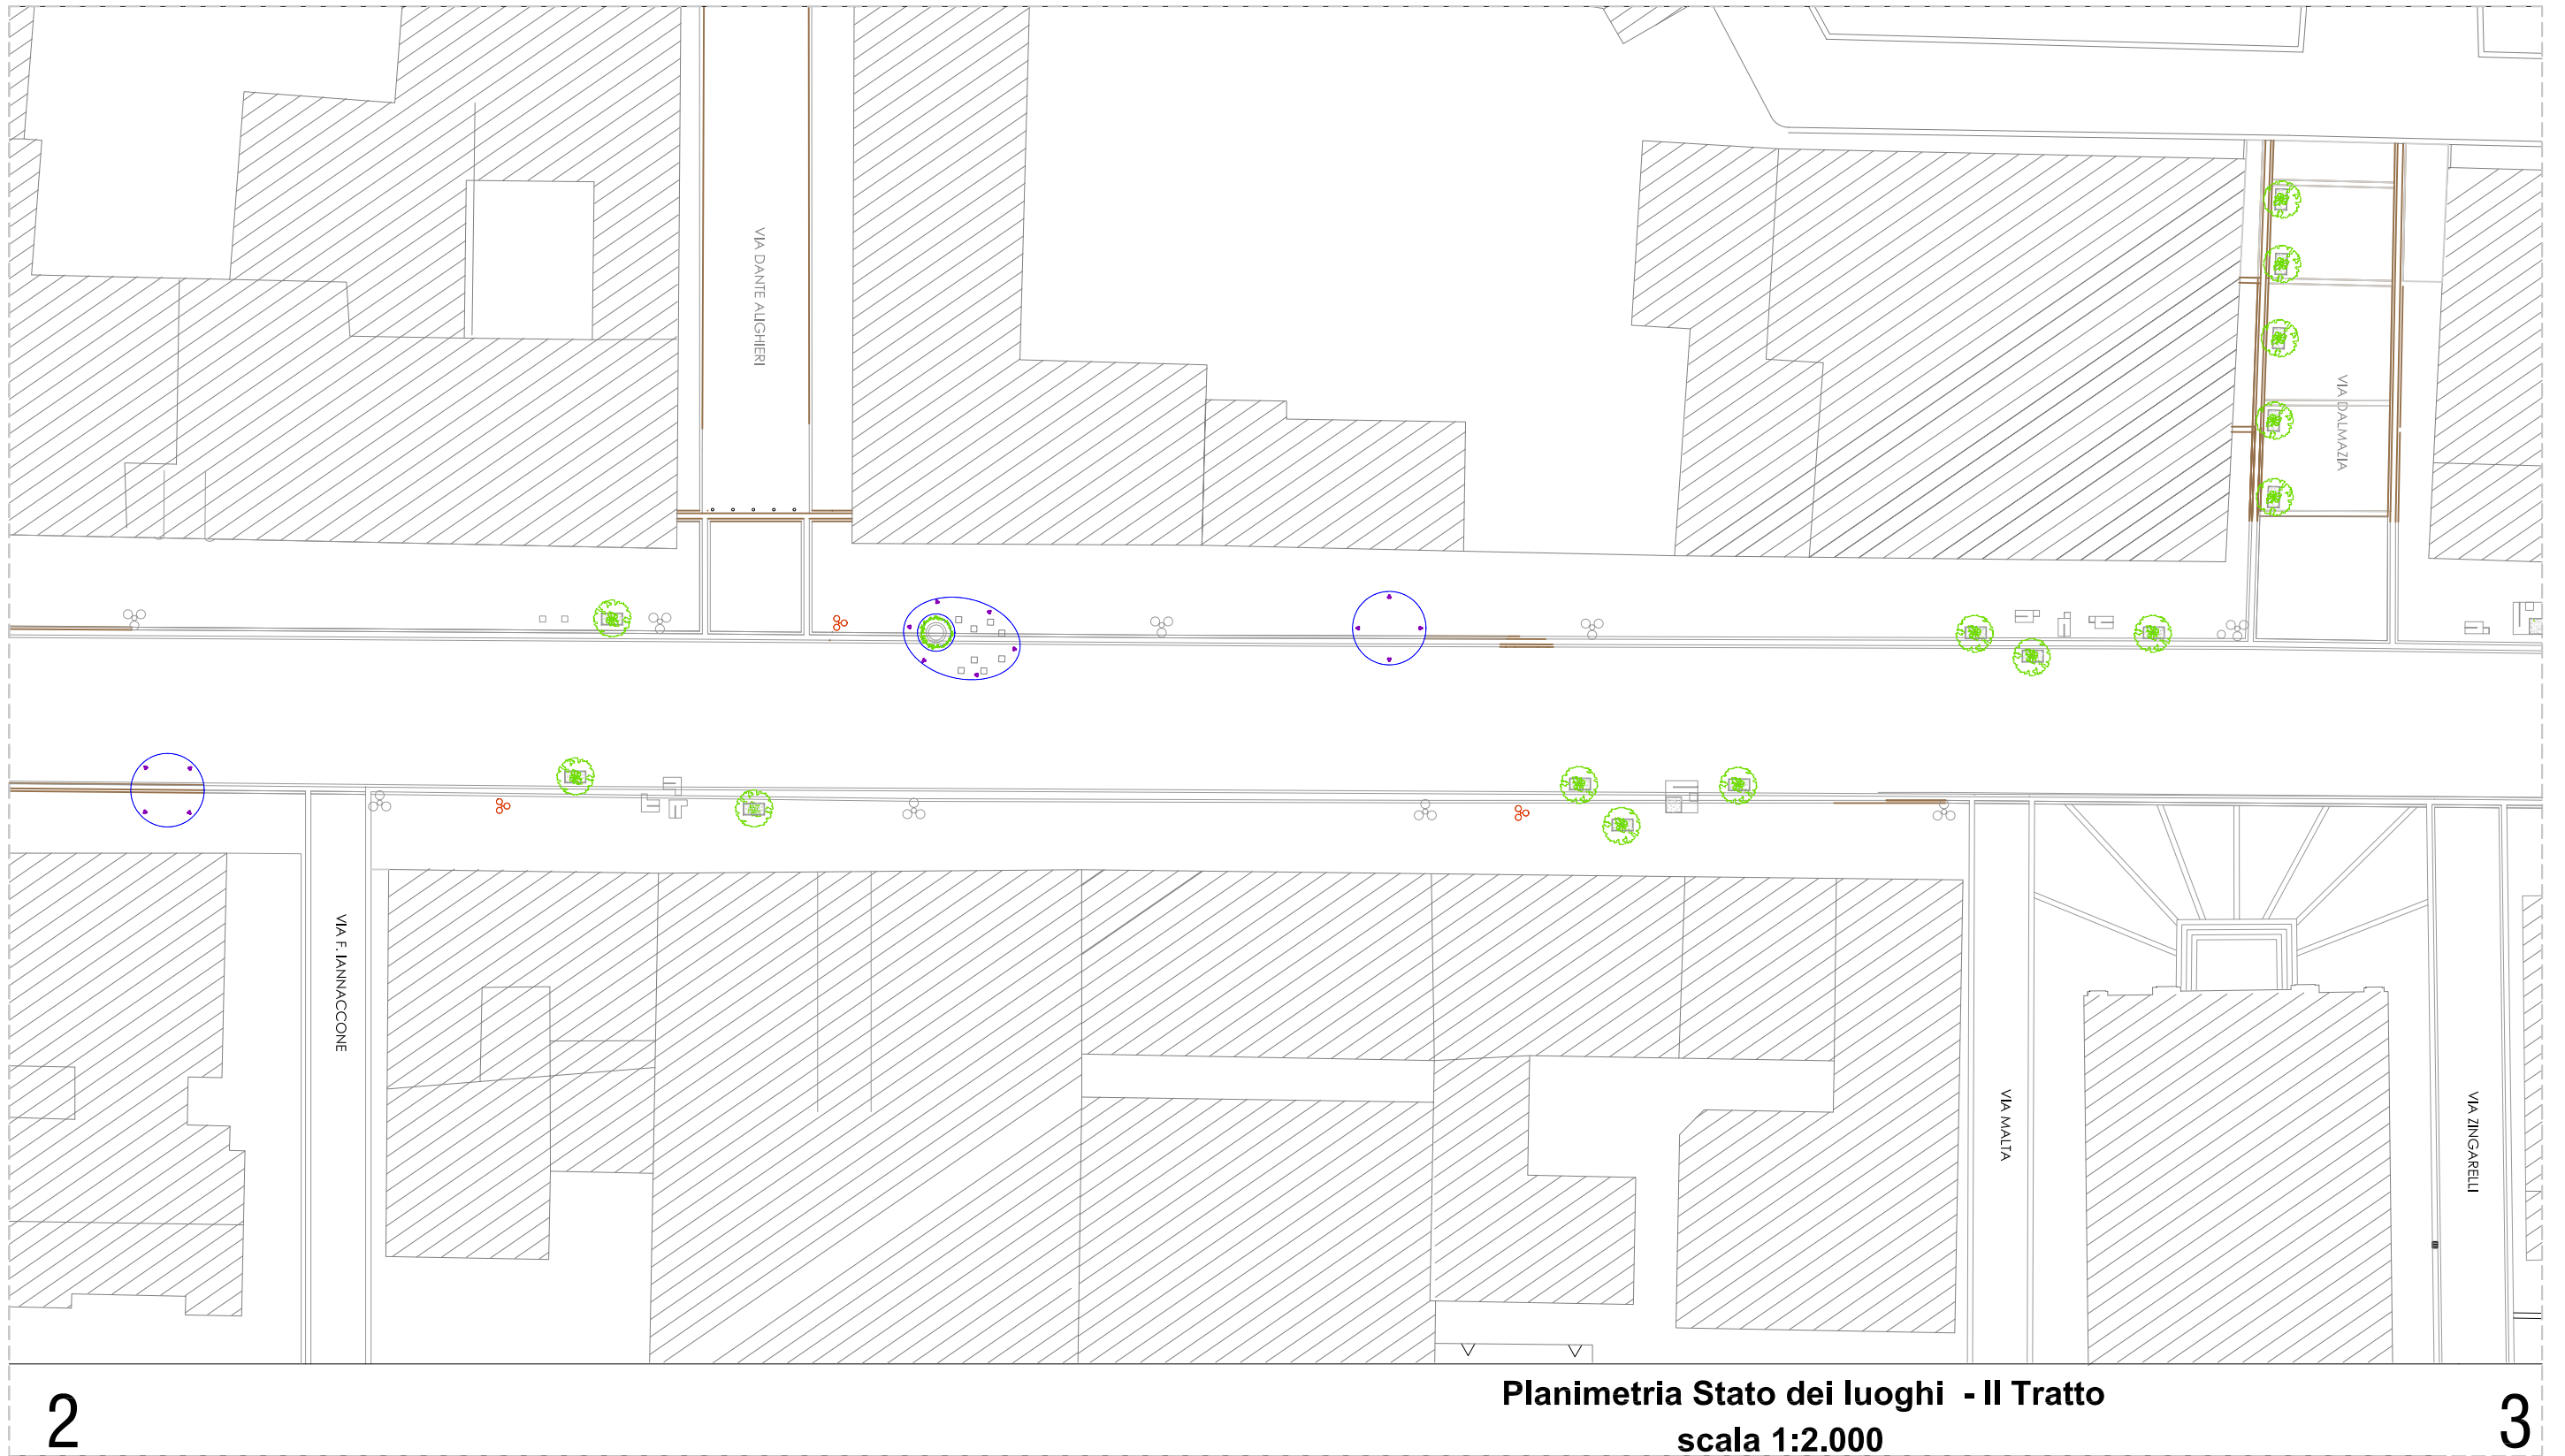 VIA DANTE ALIGHIERI
VIA DALMAZIA
VIA F. IANNACCONE
VIA MALTA
VIA ZINGARELLI
2
Planimetria Stato dei luoghi - II Tratto
scala 1:2.000
3